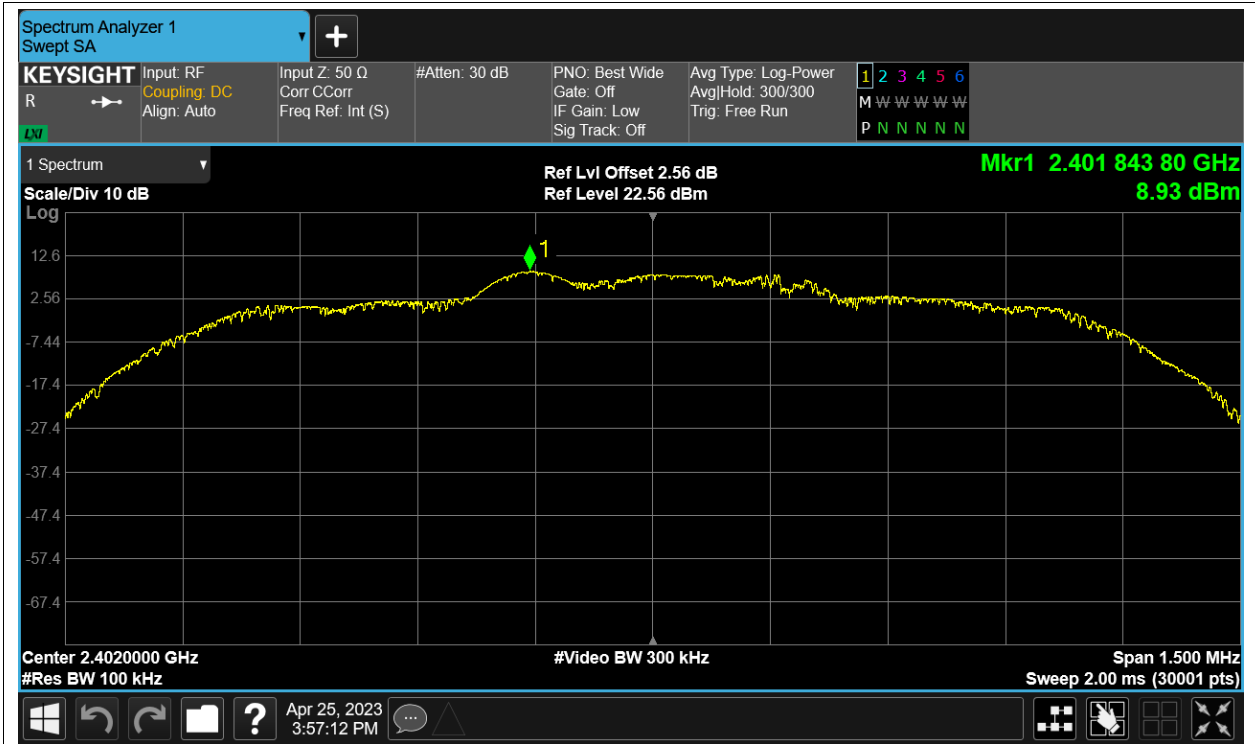 Spectrum Analyzer 1
Swept SA
+
KEYSIGHT
R
LXI
Input: RF
Coupling: DC
Align: Auto
Input Z: 50 Ω
Corr CCorr
Freq Ref: Int (S)
#Atten: 30 dB
PNO: Best Wide
Gate: Off
IF Gain: Low
Sig Track: Off
Avg Type: Log-Power
Avg|Hold: 300/300
Trig: Free Run
1 2 3 4 5 6
M W W W W W
P N N N N N
1 Spectrum
Scale/Div 10 dB
Log
Ref Lvl Offset 2.56 dB
Ref Level 22.56 dBm
Mkr1 2.401 843 80 GHz
8.93 dBm
1
12.6
2.56
-7.44
-17.4
-27.4
-37.4
-47.4
-57.4
-67.4
Center 2.4020000 GHz
#Res BW 100 kHz
#Video BW 300 kHz
Span 1.500 MHz
Sweep 2.00 ms (30001 pts)
?
Apr 25, 2023
3:57:12 PM